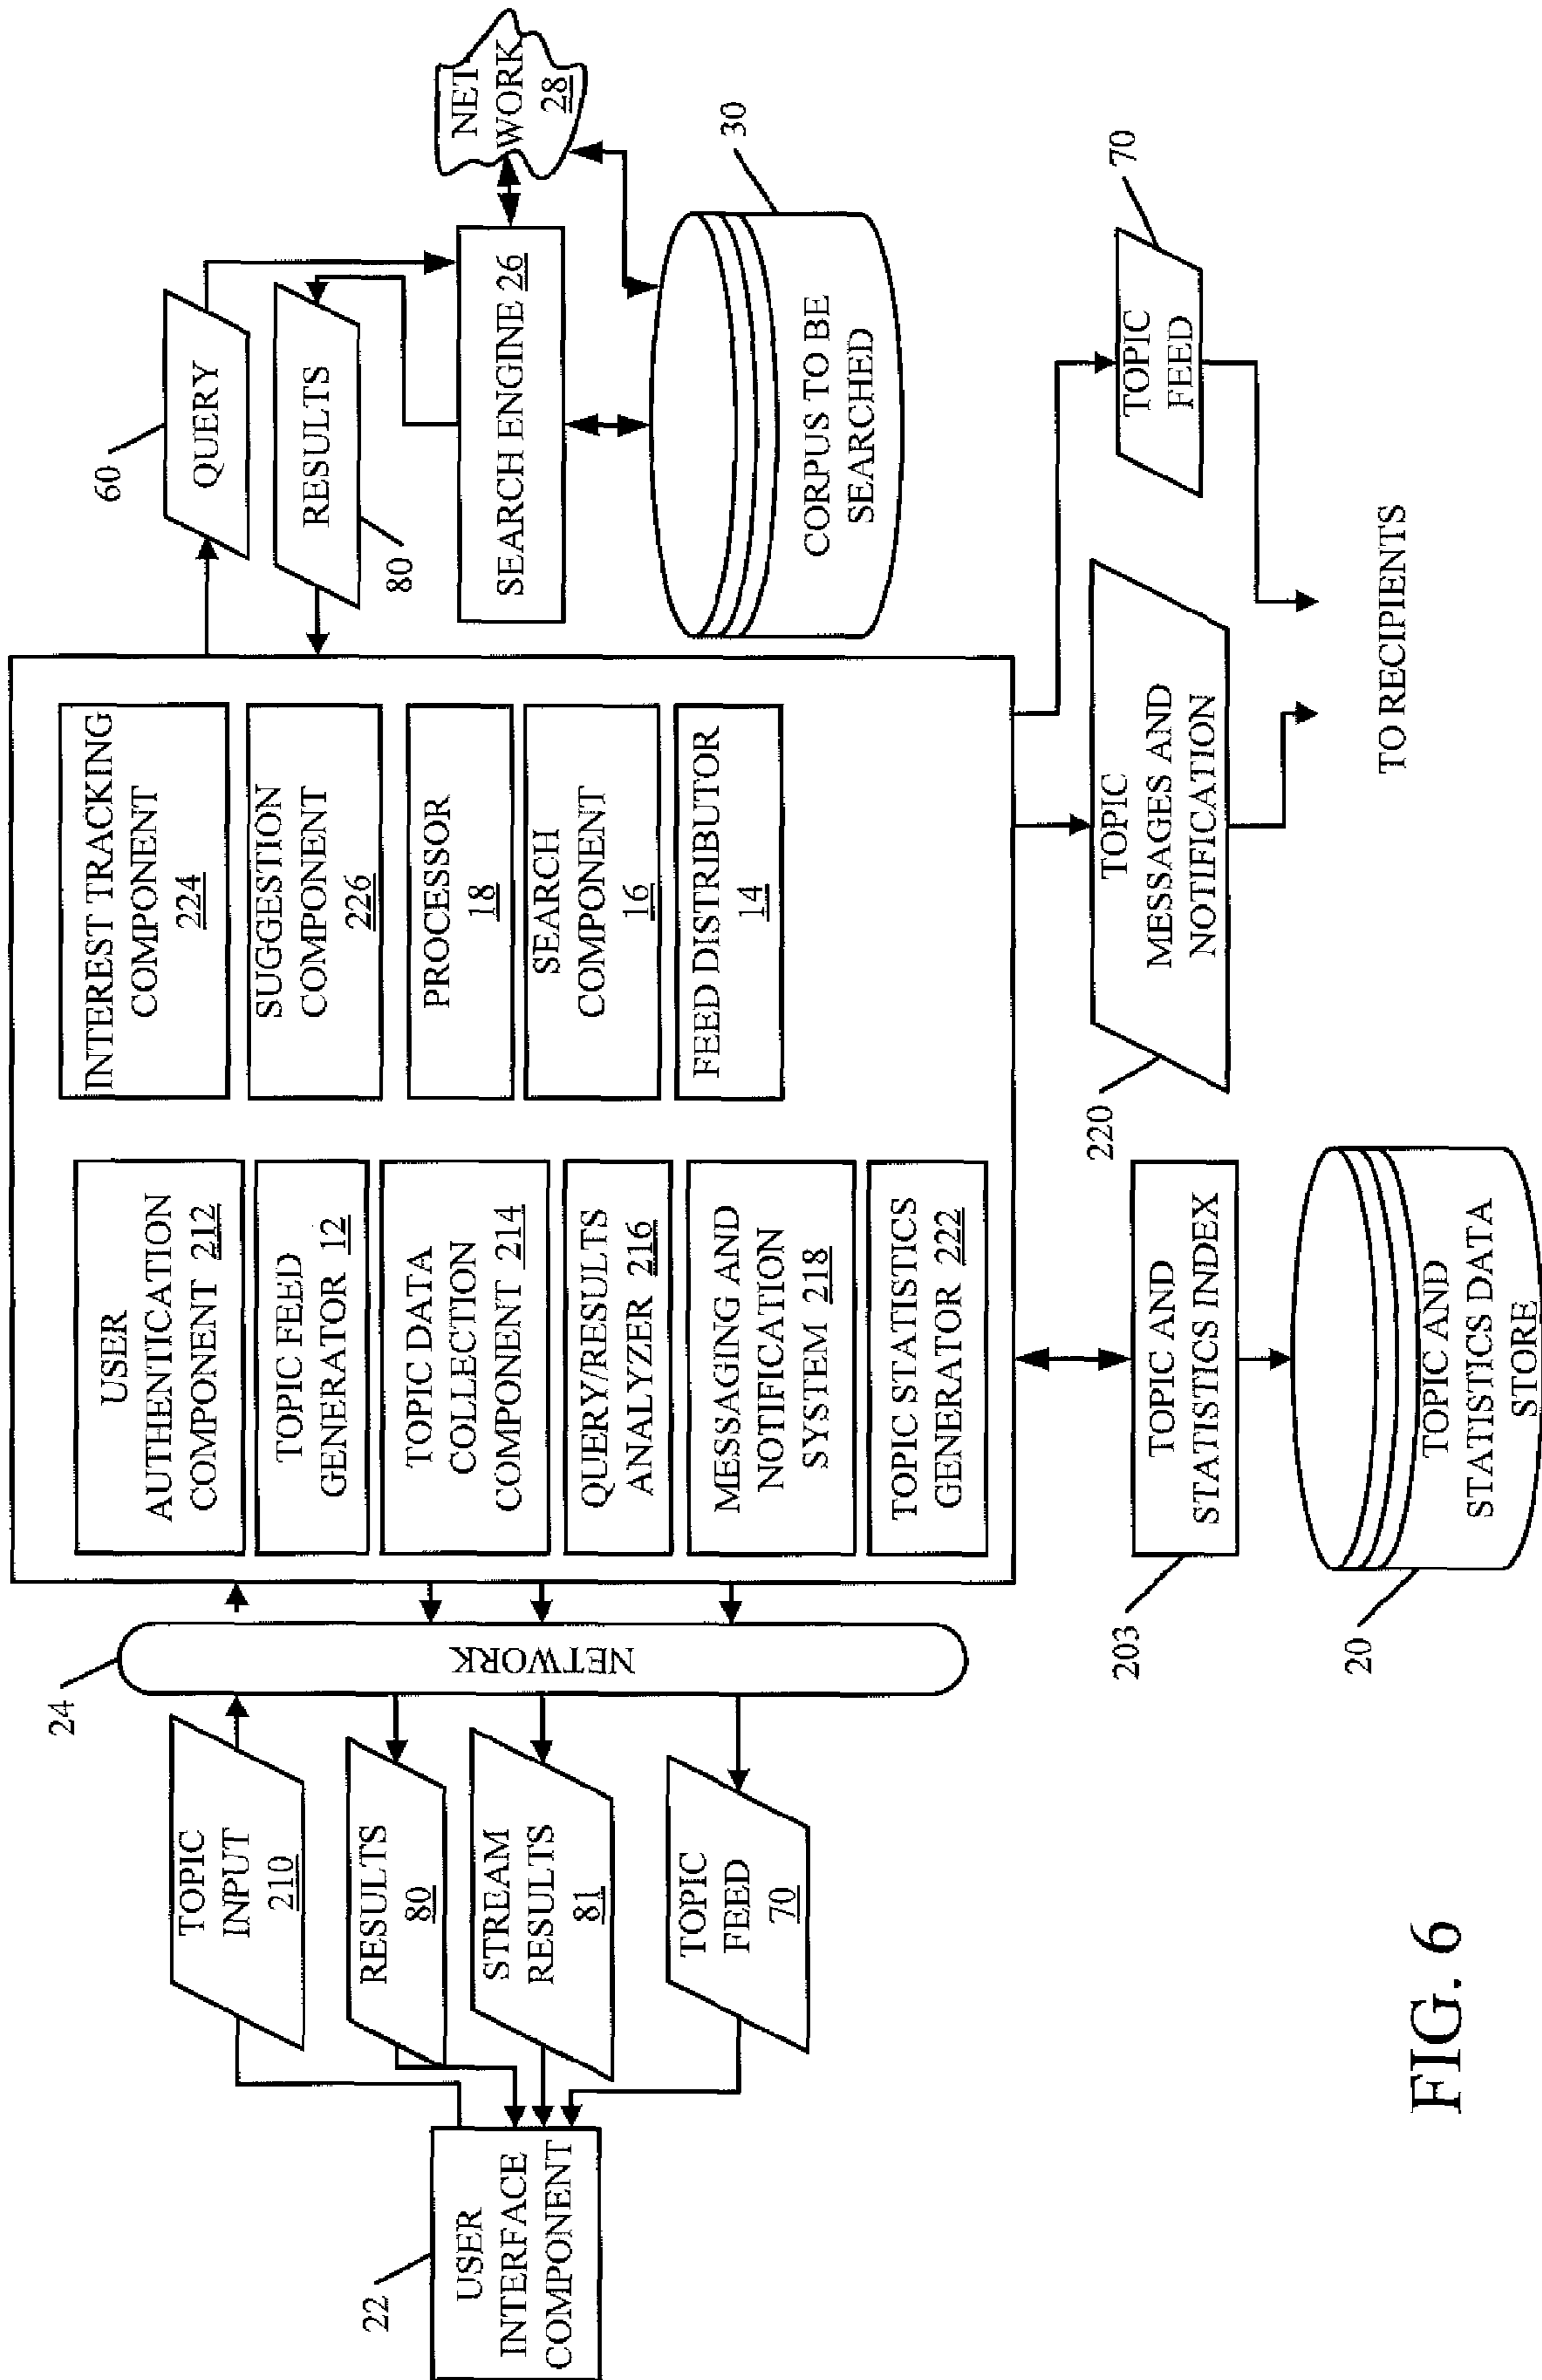 22
USER
INTERFACE
COMPONENT
TOPIC
INPUT
210
RESULTS
80
STREAM
RESULTS
81
TOPIC
FEED
70
24
NETWORK
USER
AUTHENTICATION
COMPONENT 212
TOPIC FEED
GENERATOR 12
TOPIC DATA
COLLECTION
COMPONENT 214
QUERY/RESULTS
ANALYZER 216
MESSAGING AND
NOTIFICATION
SYSTEM 218
TOPIC STATISTICS
GENERATOR 222
INTEREST TRACKING
COMPONENT
224
SUGGESTION
COMPONENT
226
PROCESSOR
18
SEARCH
COMPONENT
16
FEED DISTRIBUTOR
14
60
QUERY
RESULTS
80
SEARCH ENGINE 26
NET
WORK
28
30
CORPUS TO BE
SEARCHED
203
TOPIC AND
STATISTICS INDEX
20
TOPIC AND
STATISTICS DATA
STORE
220
TOPIC
MESSAGES AND
NOTIFICATION
70
TOPIC
FEED
TO RECIPIENTS
FIG. 6